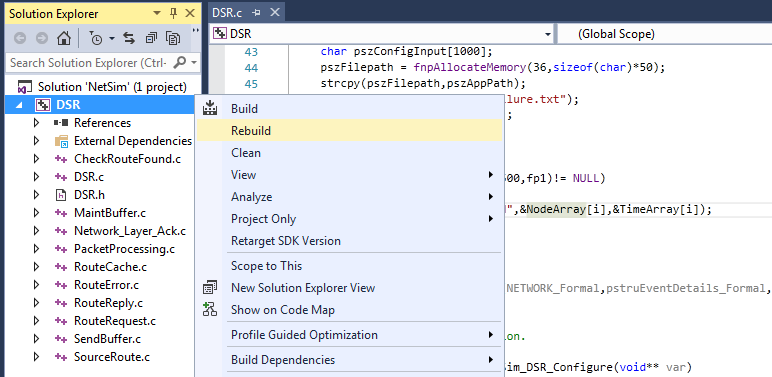 Solution Explorer
Search Solution Explorer (Ctrl-
Solution 'NetSim' (1 project)
DSR
References
External Dependencies
CheckRouteFound.c
DSR.c
DSR.h
MaintBuffer.c
Network_Layer_Ack.c
PacketProcessing.c
RouteCache.c
RouteError.c
RouteReply.c
RouteRequest.c
SendBuffer.c
SourceRoute.c
Build
Rebuild
Clean
View
Analyze
Project Only
Retarget SDK Version
Scope to This
New Solution Explorer View
Show on Code Map
Profile Guided Optimization
Build Dependencies
DSR.c
DSR
(Global Scope)
43 char pszConfigInput[1000];
44 pszFilepath = fnpAllocateMemory(36,sizeof(char)*50);
45 strcpy(pszFilepath,pszAppPath);
lure.txt");
;
00,fp1)!= NULL)
",&NodeArray[i],&TimeArray[i]);
NETWORK_Formal,pstruEventDetails_Formal,
on.
im_DSR_Configure(void** var)